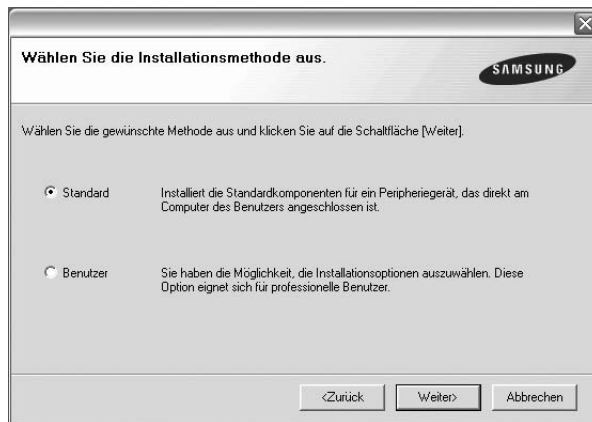 Wählen Sie die Installationsmethode aus.
SAMSUNG
Wählen Sie die gewünschte Methode aus und klicken Sie auf die Schaltfläche [Weiter].
Standard
Installiert die Standardkomponenten für ein Peripheriegerät, das direkt am
Computer des Benutzers angeschlossen ist.
Benutzer
Sie haben die Möglichkeit, die Installationsoptionen auszuwählen. Diese
Option eignet sich für professionelle Benutzer.
<Zurück
Weiter>
Abbrechen